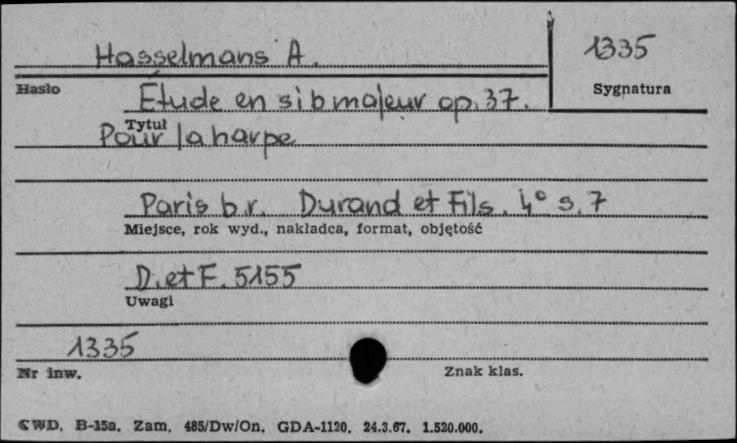 Hasselmans A.
1335
Hasło
Sygnatura
Étude en si b majeur op. 37.
Tytuł
Pour la harpe
Paris b.r. Durand et Fils. 4° s. 7
Miejsce, rok wyd., nakładca, format, objętość
D. et F. 5155
Uwagi
1335
Nr inw.
Znak klas.
CWD. B-15a. Zam. 485/Dw/On. GDA-1120. 24.3.67. 1.520.000.